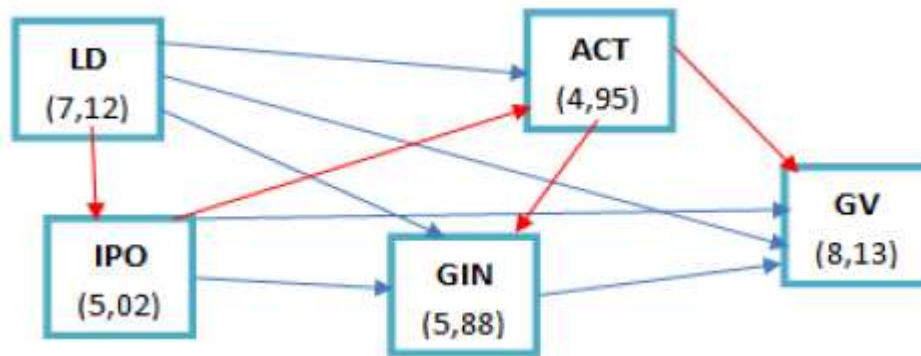 LD
(7,12)
ACT
(4,95)
GV
(8,13)
IPO
(5,02)
GIN
(5,88)